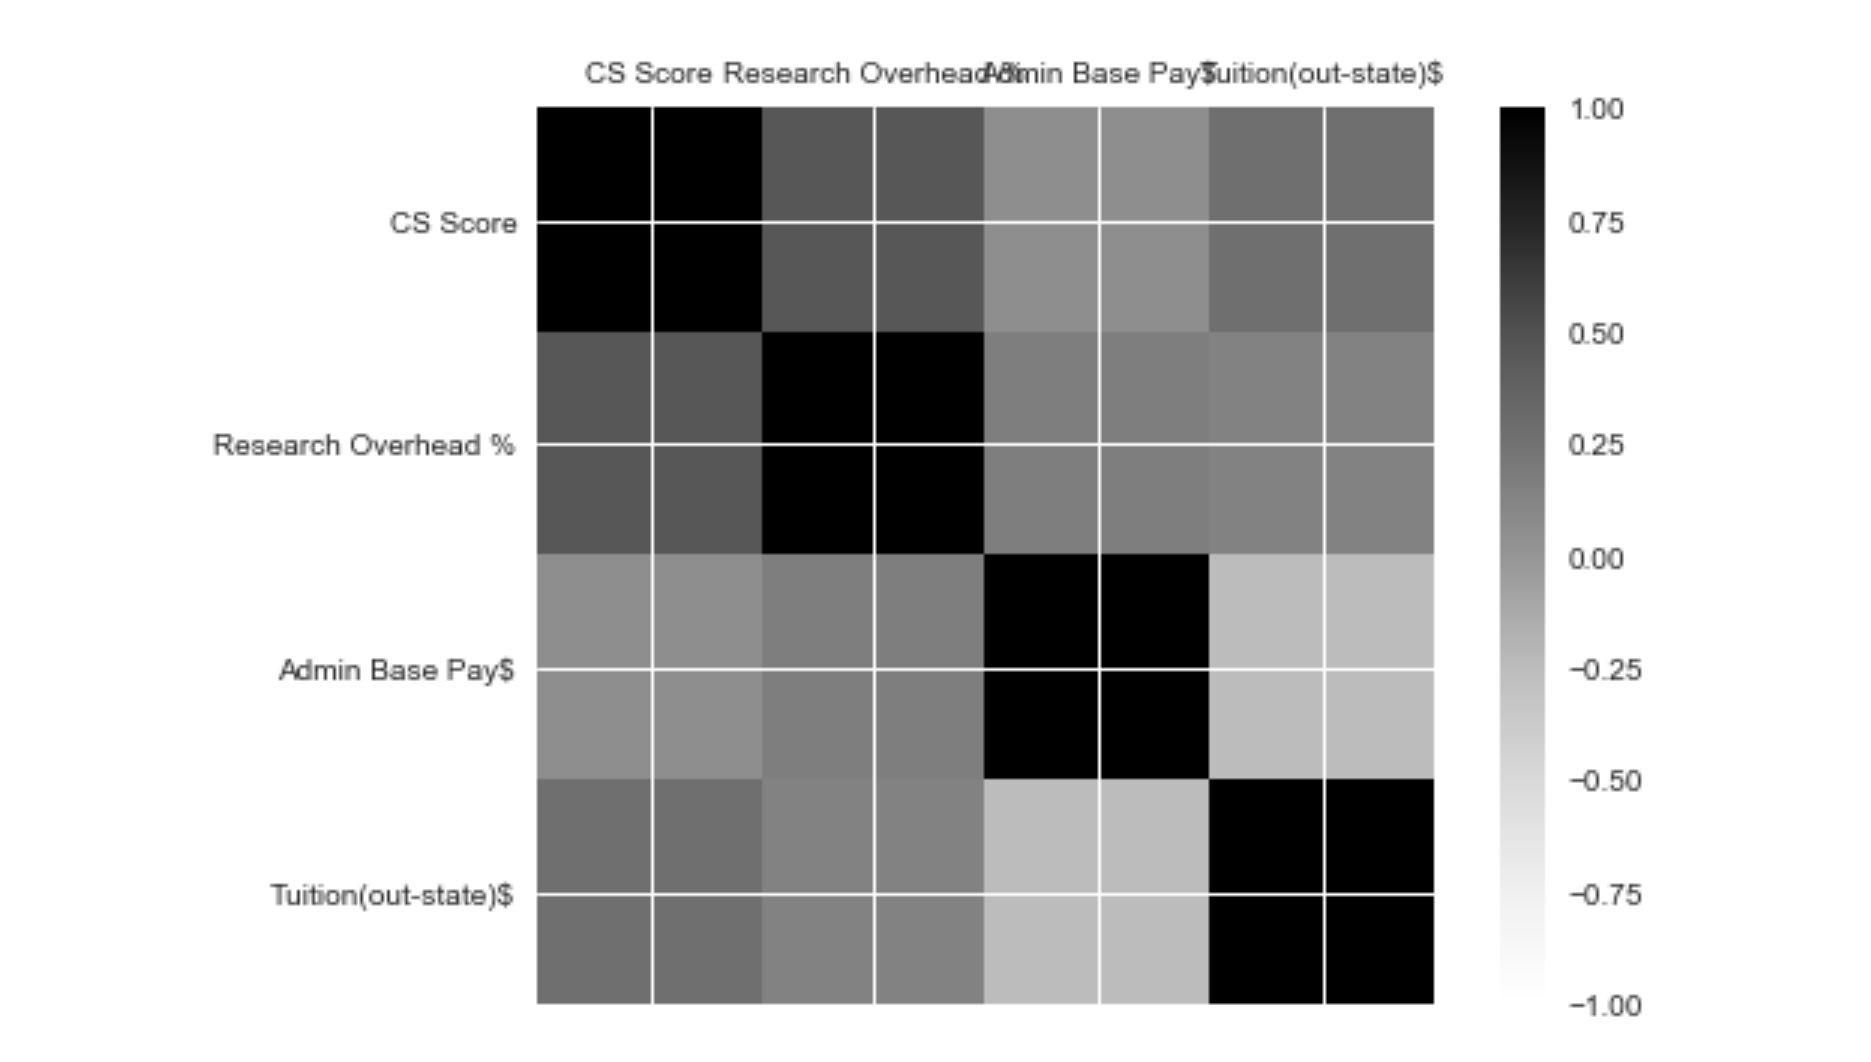 CS Score Research Overhead % Admin Base Pay$ Tuition(out-state)$
1.00
CS Score
0.75
0.50
Research Overhead %
0.25
0.00
Admin Base Pay$
−0.25
−0.50
Tuition(out-state)$
−0.75
−1.00